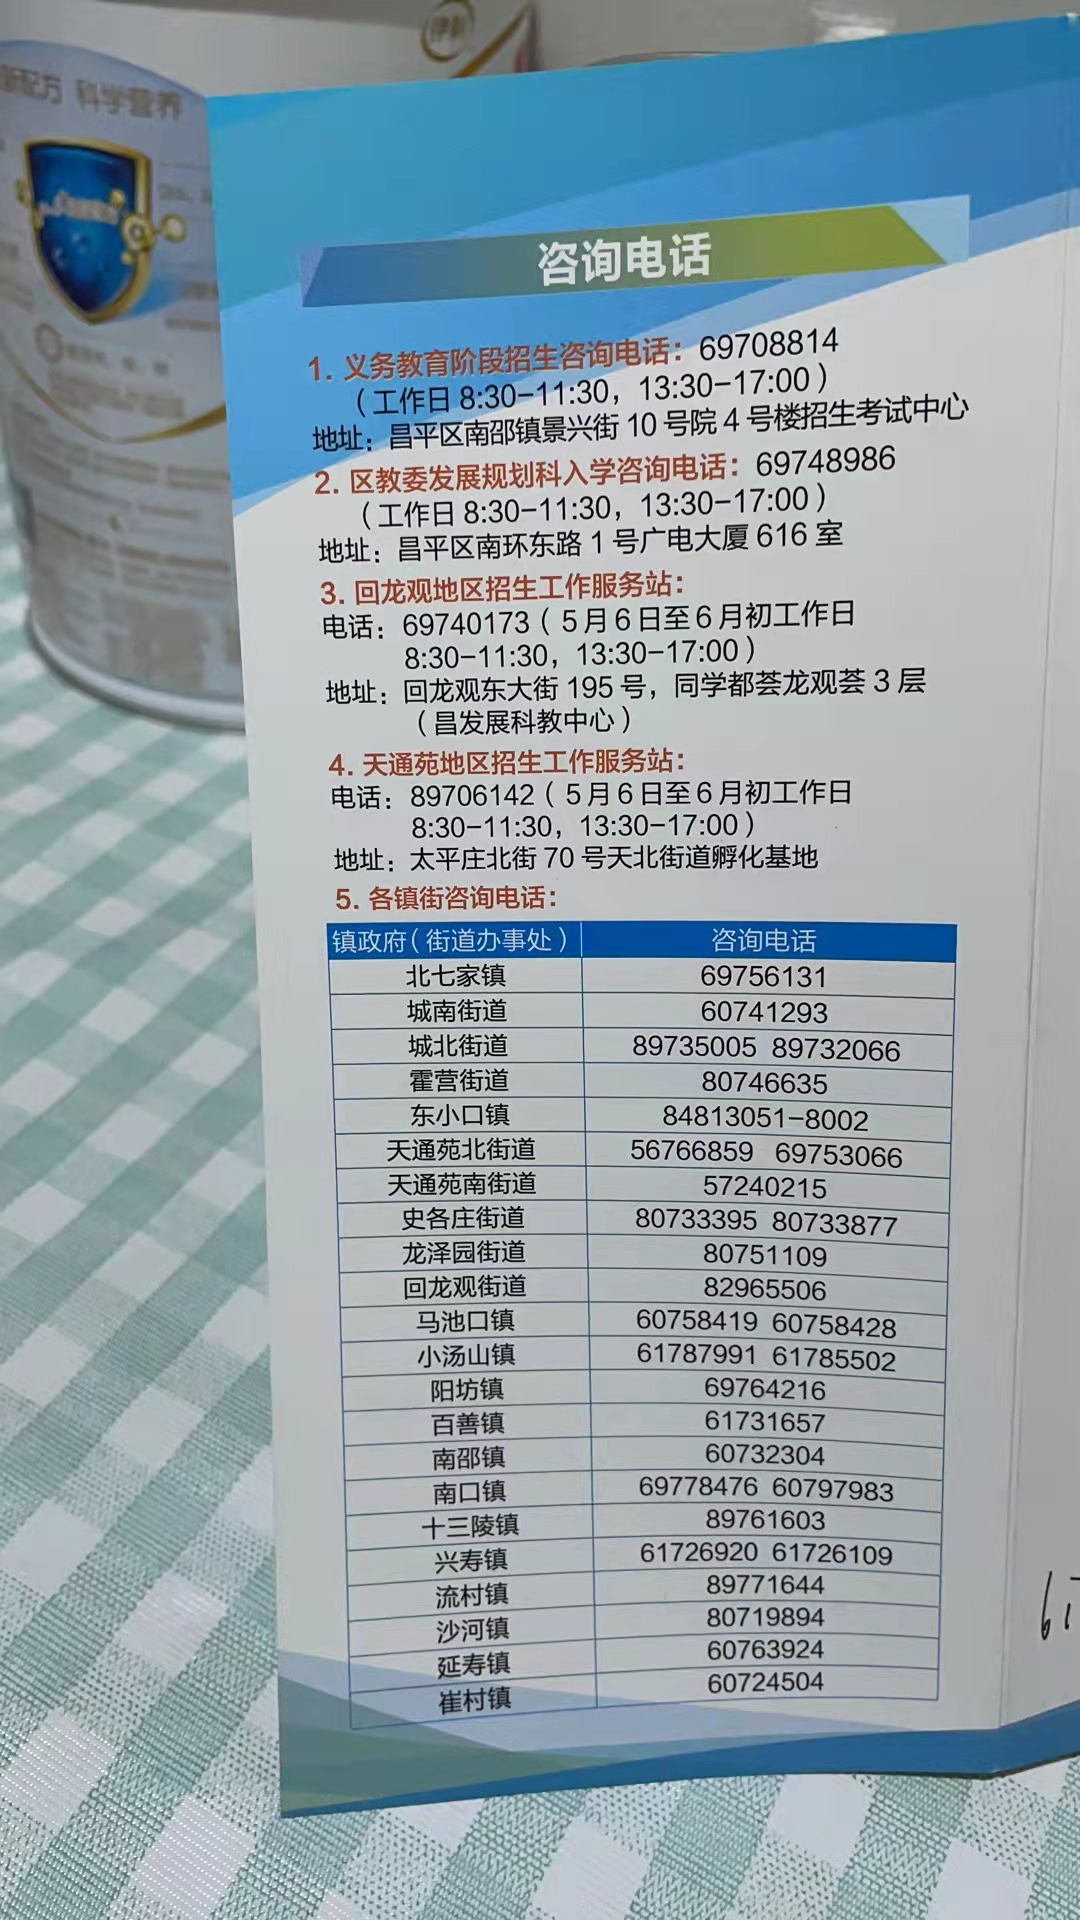 配方 科学营养
咨询电话
1. 义务教育阶段招生咨询电话：69708814
（工作日 8:30-11:30，13:30-17:00）
地址：昌平区南邵镇景兴街 10 号院 4 号楼招生考试中心
2. 区教委发展规划科入学咨询电话：69748986
（工作日 8:30-11:30，13:30-17:00）
地址：昌平区南环东路 1 号广电大厦 616 室
3. 回龙观地区招生工作服务站：
电话：69740173（5月6日至6月初工作日
8:30-11:30，13:30-17:00）
地址：回龙观东大街 195 号，同学都荟龙观荟 3 层
（昌发展科教中心）
4. 天通苑地区招生工作服务站：
电话：89706142（5月6日至6月初工作日
8:30-11:30，13:30-17:00）
地址：太平庄北街 70 号天北街道孵化基地
5. 各镇街咨询电话：
镇政府（街道办事处） 咨询电话
北七家镇 69756131
城南街道 60741293
城北街道 89735005 89732066
霍营街道 80746635
东小口镇 84813051-8002
天通苑北街道 56766859 69753066
天通苑南街道 57240215
史各庄街道 80733395 80733877
龙泽园街道 80751109
回龙观街道 82965506
马池口镇 60758419 60758428
小汤山镇 61787991 61785502
阳坊镇 69764216
百善镇 61731657
南邵镇 60732304
南口镇 69778476 60797983
十三陵镇 89761603
兴寿镇 61726920 61726109
流村镇 89771644
沙河镇 80719894
延寿镇 60763924
崔村镇 60724504